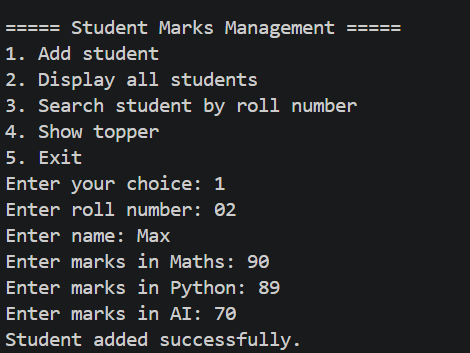 ===== Student Marks Management =====
1. Add student
2. Display all students
3. Search student by roll number
4. Show topper
5. Exit
Enter your choice: 1
Enter roll number: 02
Enter name: Max
Enter marks in Maths: 90
Enter marks in Python: 89
Enter marks in AI: 70
Student added successfully.